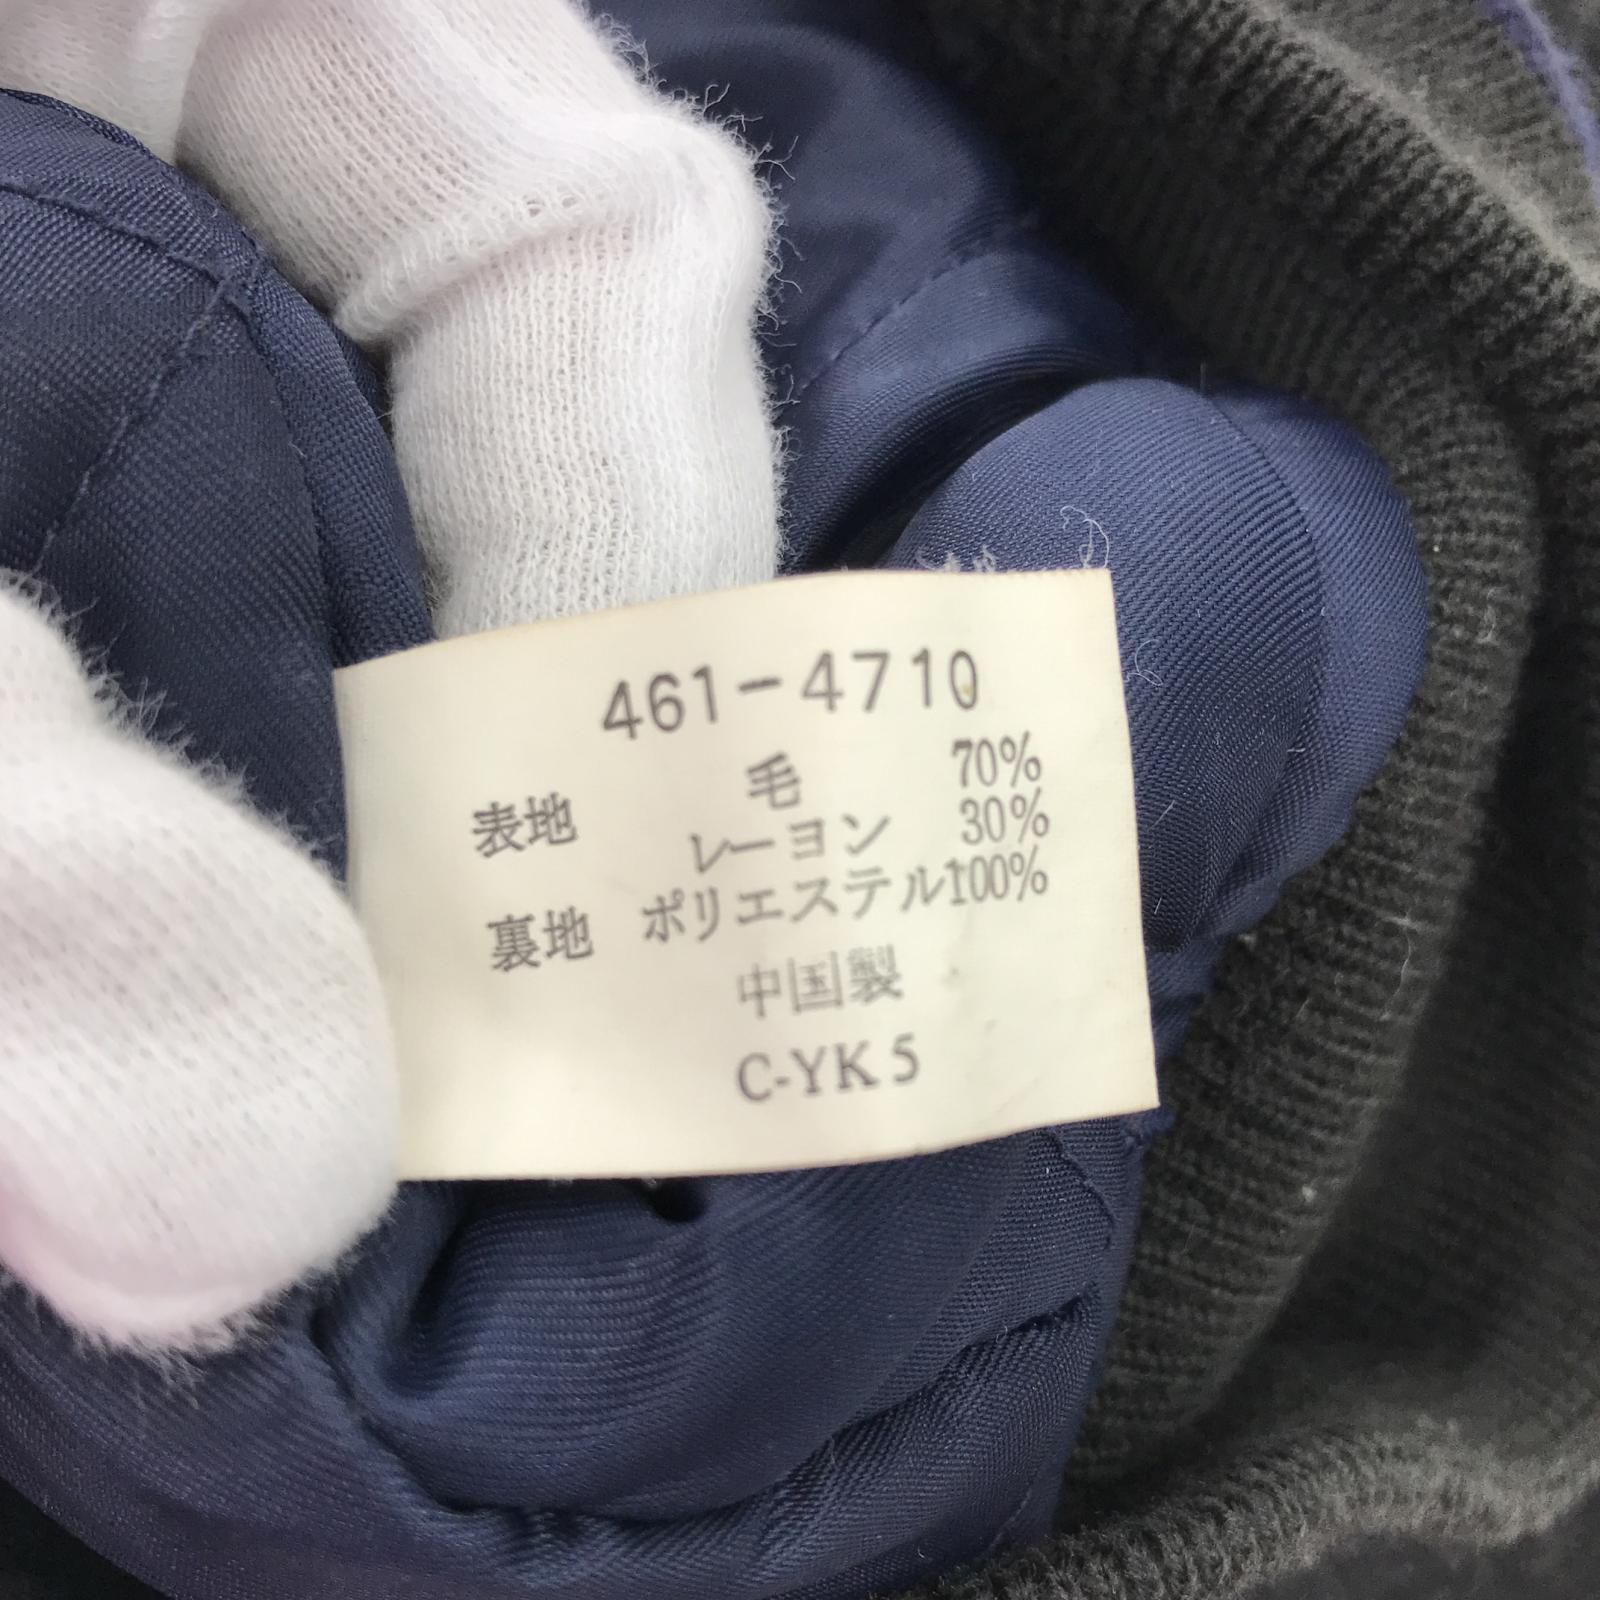 461-4710
表地 毛 70%
レーヨン 30%
裏地 ポリエステル100%
中国製
C-YK5